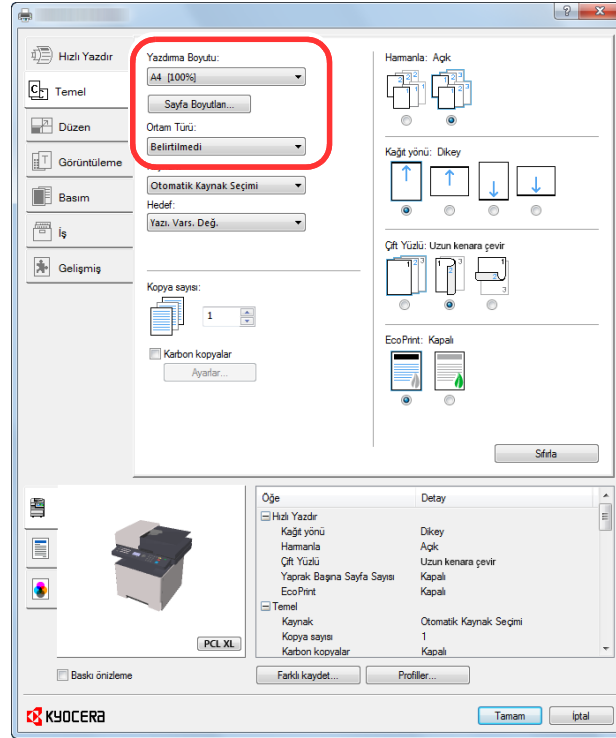 Hızlı Yazdır
Temel
Düzen
Görüntüleme
Basım
İş
Gelişmiş
Yazdırma Boyutu:
A4 [100%]
Sayfa Boyutları...
Ortam Türü:
Belirtilmedi
Otomatik Kaynak Seçimi
Hedef:
Yazı. Vars. Değ.
Kopya sayısı:
1
Karbon kopyalar
Ayarlar...
Harmanla: Açık
Kağıt yönü: Dikey
Çift Yüzlü: Uzun kenara çevir
EcoPrint: Kapalı
Sıfırla
PCL XL
Baskı önizleme
Öğe Detay
Hızlı Yazdır
Kağıt yönü Dikey
Harmanla Açık
Çift Yüzlü Uzun kenara çevir
Yaprak Başına Sayfa Sayısı Kapalı
EcoPrint Kapalı
Temel
Kaynak Otomatik Kaynak Seçimi
Kopya sayısı 1
Karbon kopyalar Kapalı
Farklı kaydet... Profiller...
KYOCERA
Tamam İptal